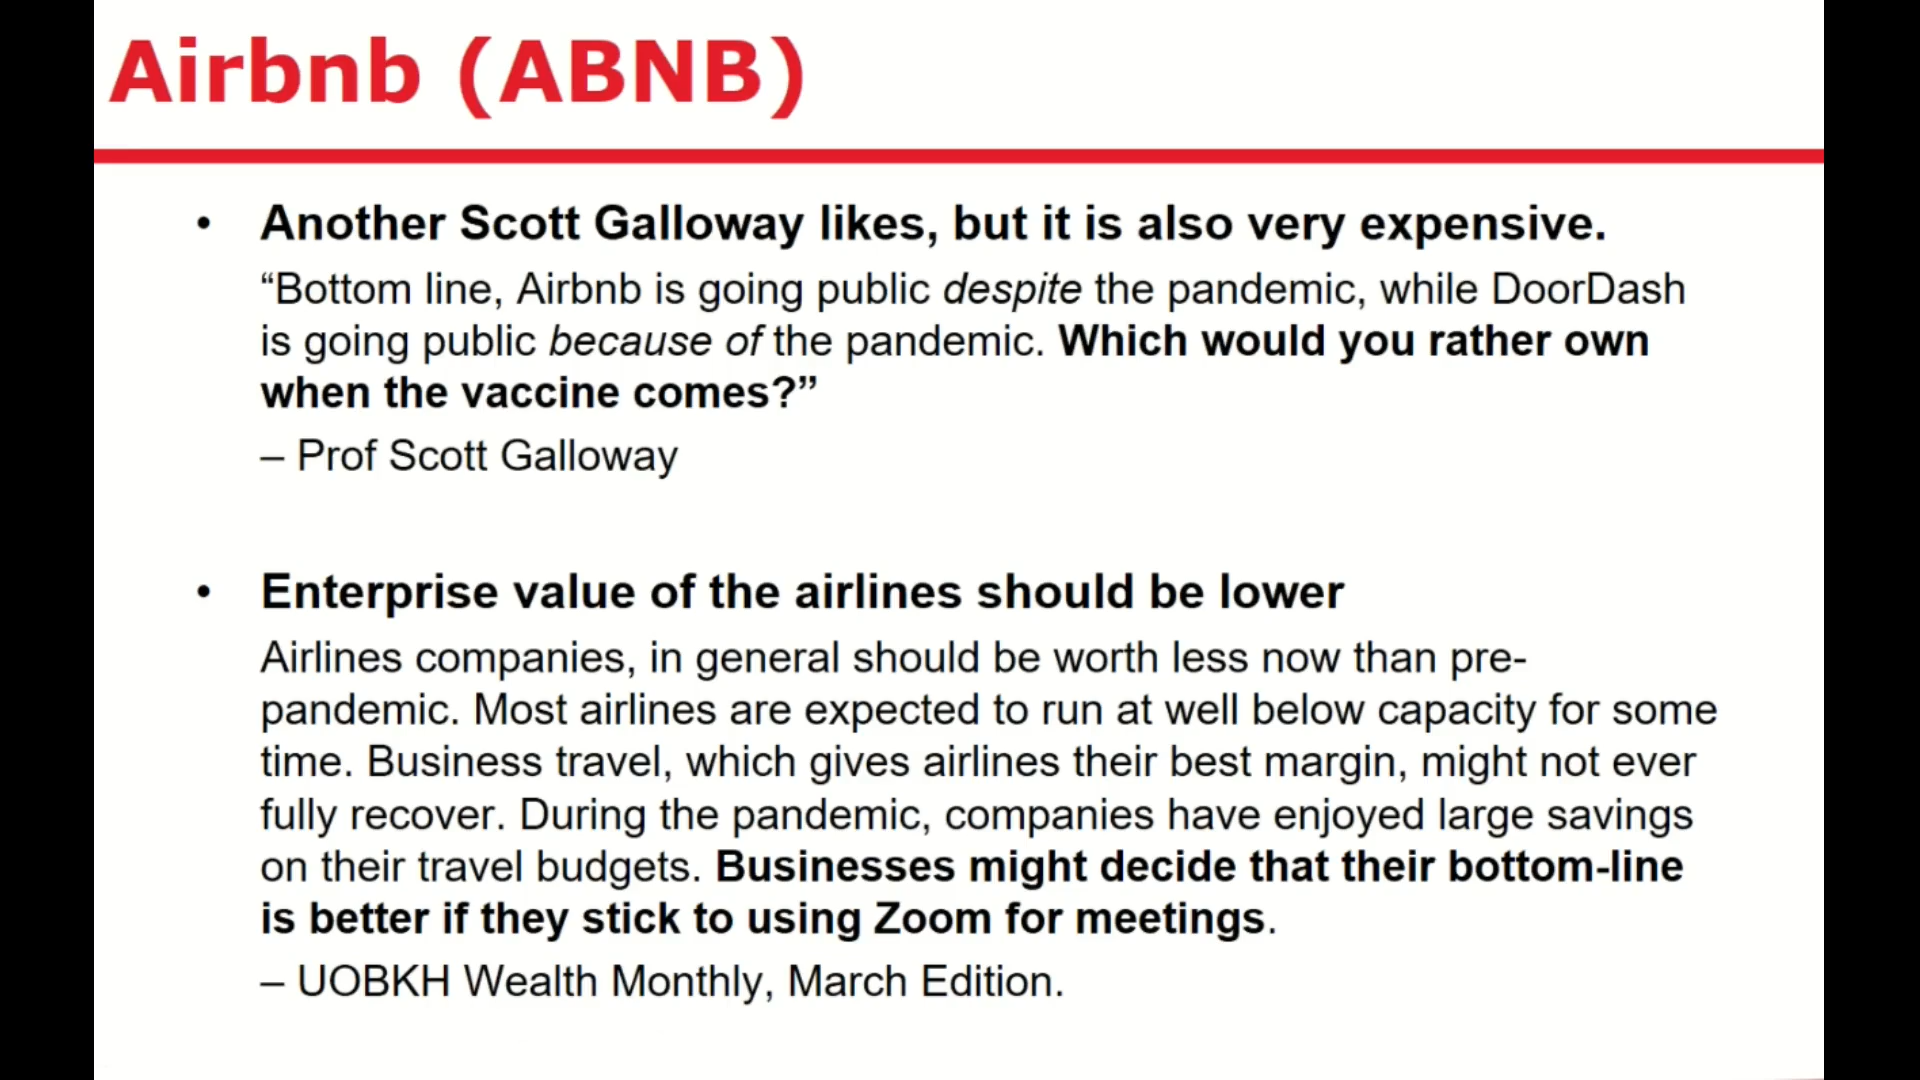 Airbnb (ABNB)
• Another Scott Galloway likes, but it is also very expensive.
“Bottom line, Airbnb is going public despite the pandemic, while DoorDash
is going public because of the pandemic. Which would you rather own
when the vaccine comes?”
– Prof Scott Galloway
• Enterprise value of the airlines should be lower
Airlines companies, in general should be worth less now than pre-
pandemic. Most airlines are expected to run at well below capacity for some
time. Business travel, which gives airlines their best margin, might not ever
fully recover. During the pandemic, companies have enjoyed large savings
on their travel budgets. Businesses might decide that their bottom-line
is better if they stick to using Zoom for meetings.
– UOBKH Wealth Monthly, March Edition.